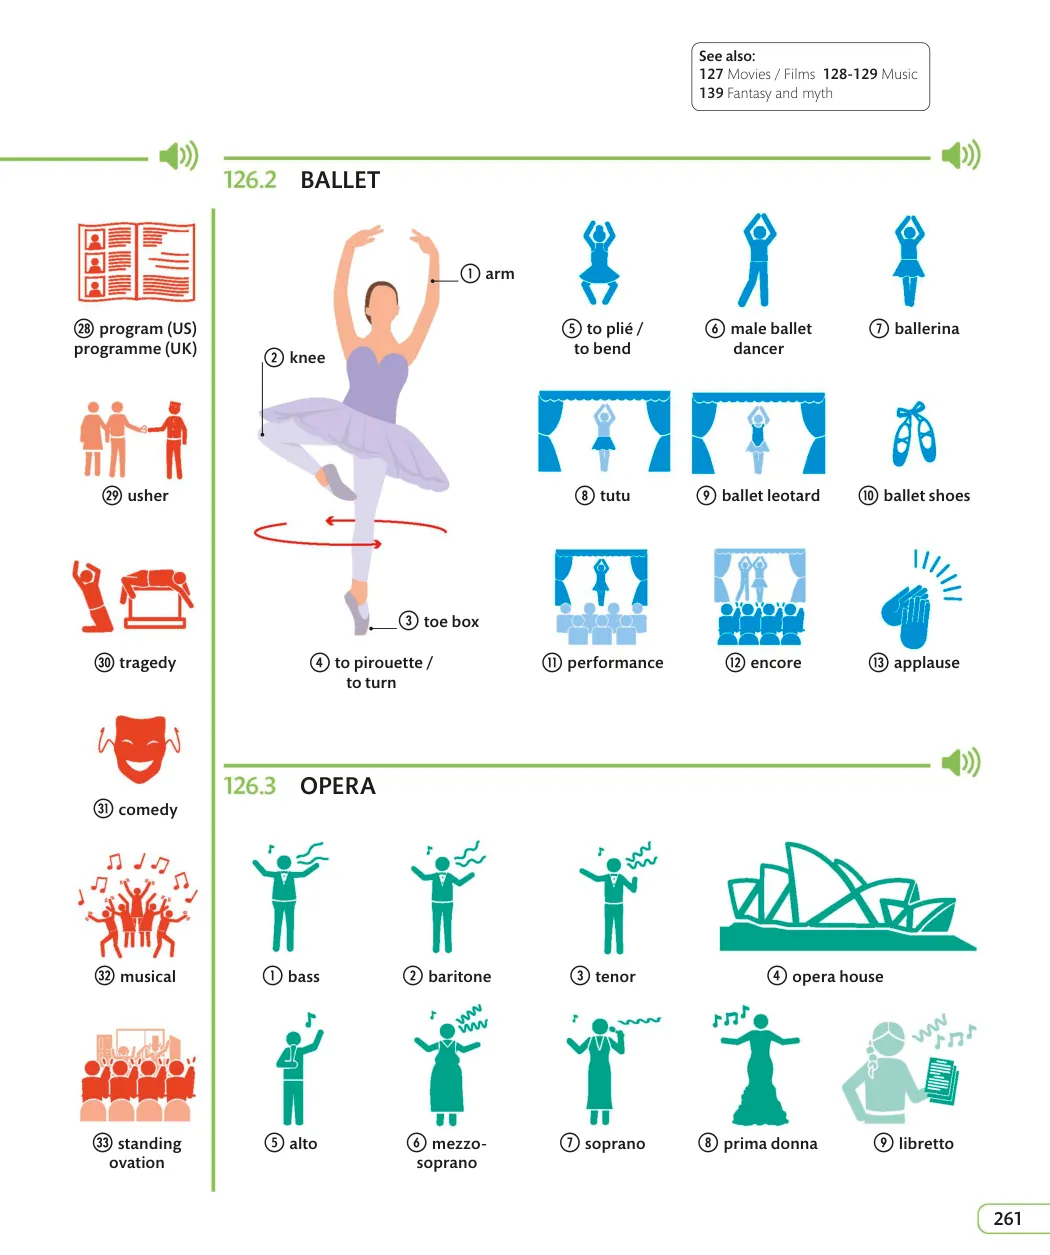 See also:
127 Movies / Films 128-129 Music
139 Fantasy and myth
28 program (US)
programme (UK)
29 usher
30 tragedy
31 comedy
32 musical
33 standing
ovation
126.2 BALLET
1 arm
2 knee
3 toe box
4 to pirouette /
to turn
5 to plié /
to bend
6 male ballet
dancer
7 ballerina
8 tutu
9 ballet leotard
10 ballet shoes
11 performance
12 encore
13 applause
126.3 OPERA
1 bass
2 baritone
3 tenor
4 opera house
5 alto
6 mezzo-
soprano
7 soprano
8 prima donna
9 libretto
261